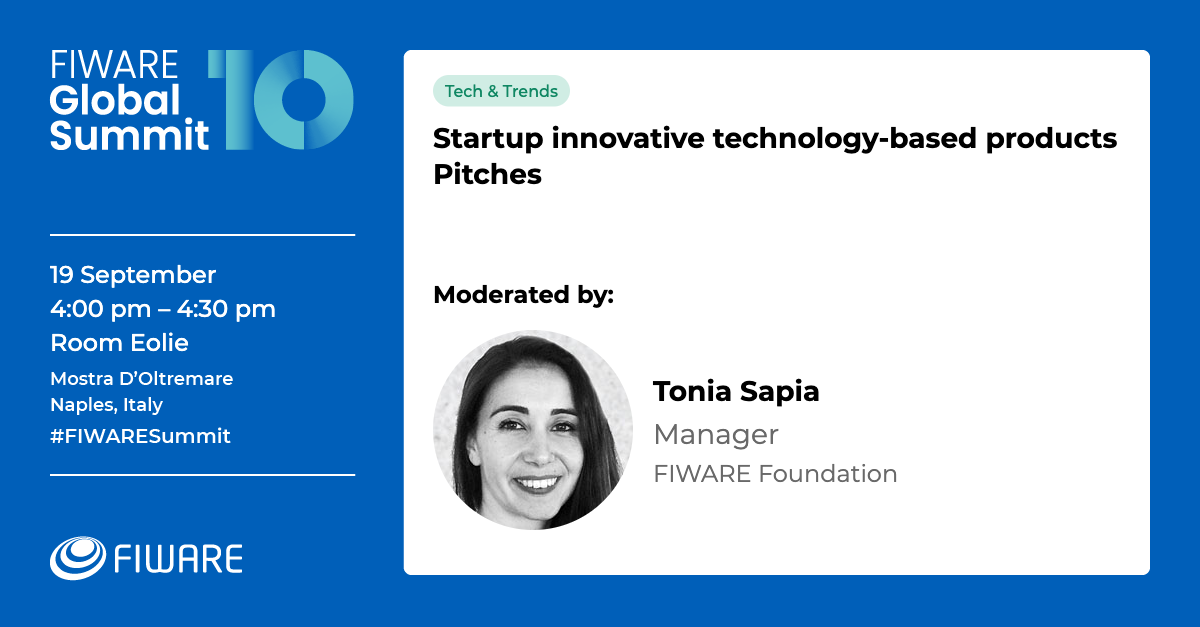 FIWARE
Global
Summit
10
19 September
4:00 pm – 4:30 pm
Room Eolie
Mostra D’Oltremare
Naples, Italy
#FIWARESummit
FIWARE
Tech & Trends
Startup innovative technology-based products
Pitches
Moderated by:
Tonia Sapia
Manager
FIWARE Foundation